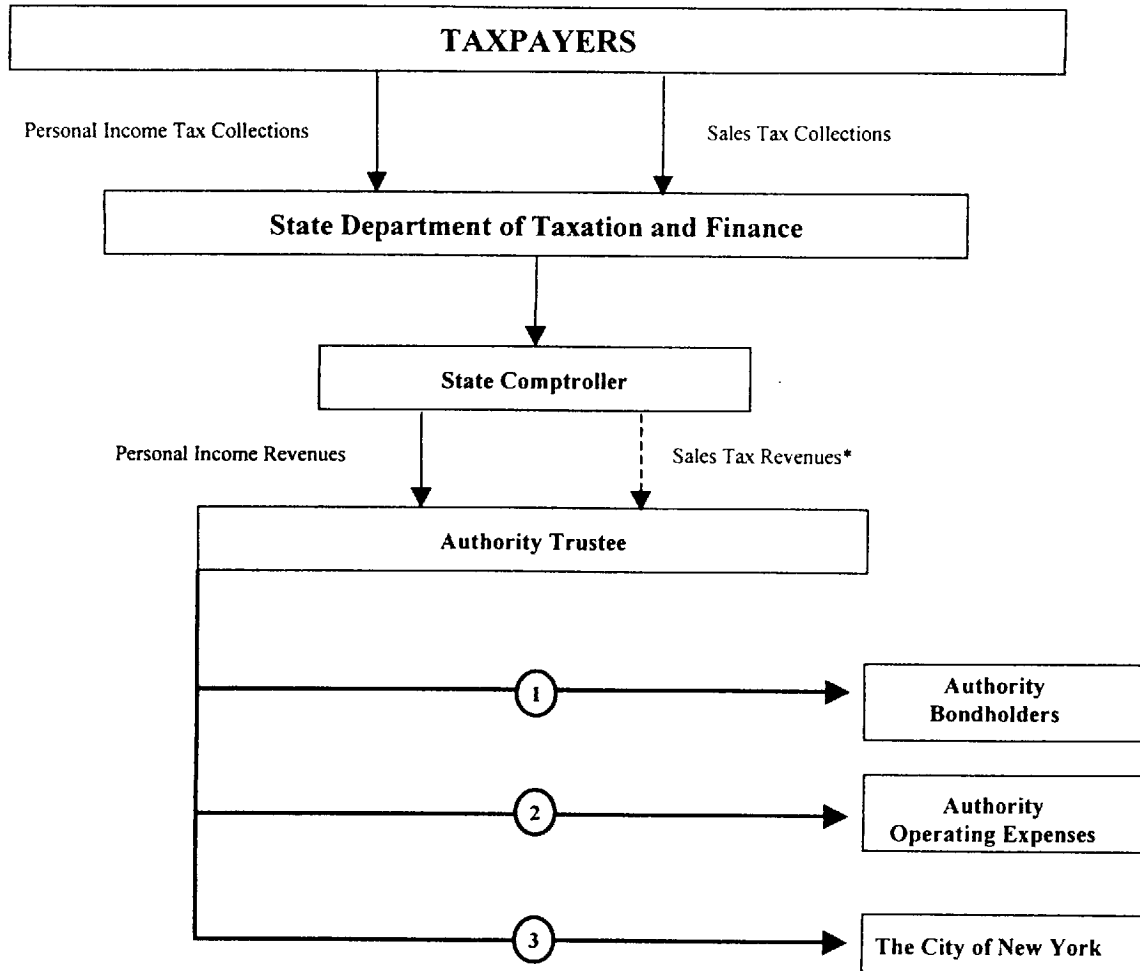 TAXPAYERS
Personal Income Tax Collections
Sales Tax Collections
State Department of Taxation and Finance
State Comptroller
Personal Income Revenues
Sales Tax Revenues*
Authority Trustee
1
Authority
Bondholders
2
Authority
Operating Expenses
3
The City of New York